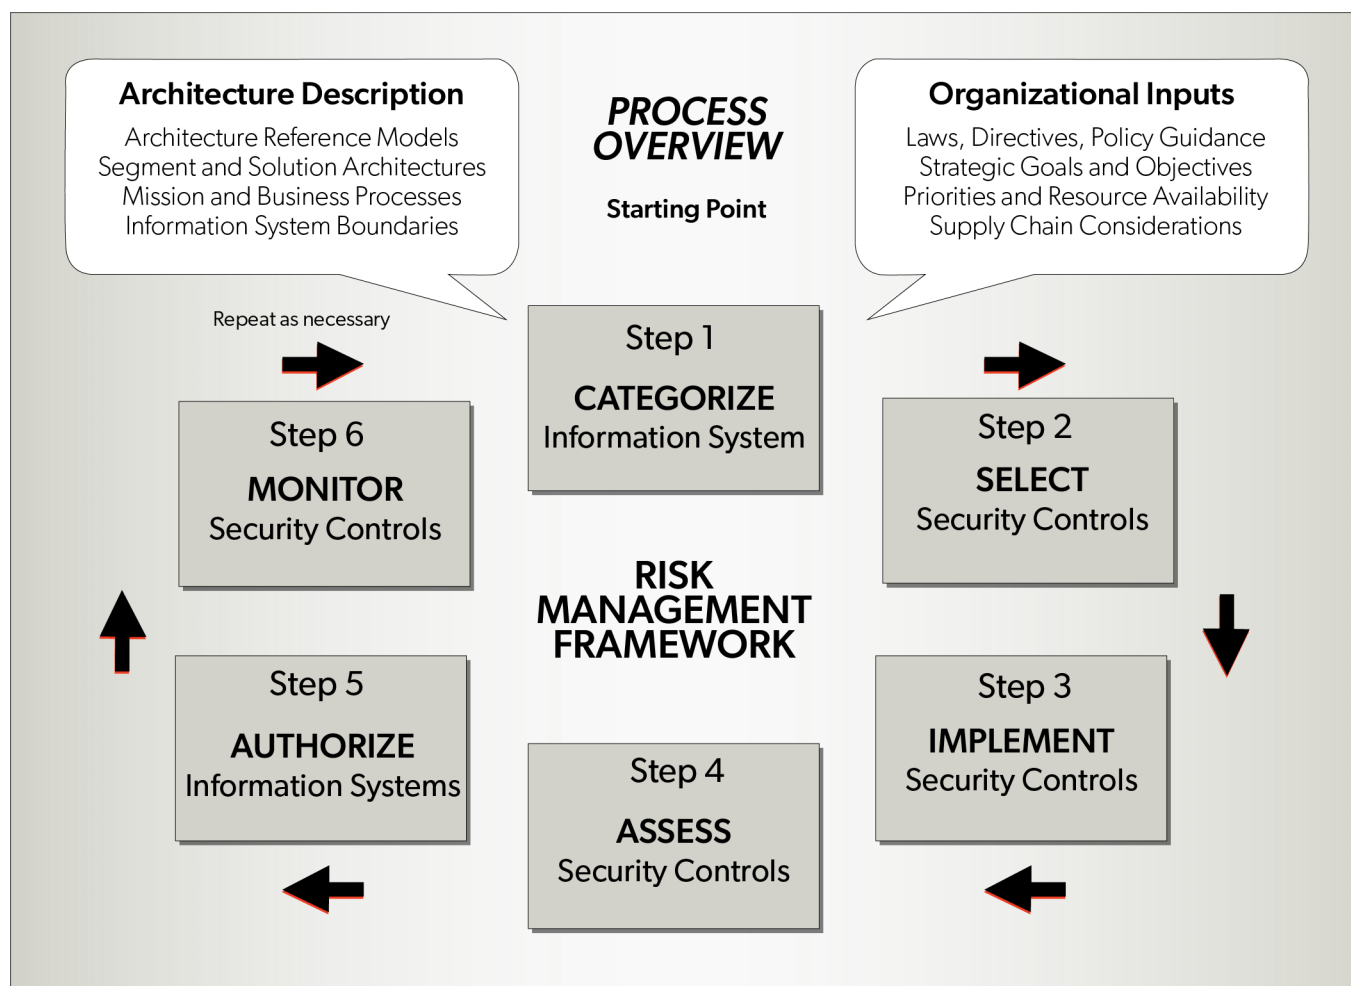 Architecture Description
Architecture Reference Models
Segment and Solution Architectures
Mission and Business Processes
Information System Boundaries
PROCESS
OVERVIEW
Starting Point
Organizational Inputs
Laws, Directives, Policy Guidance
Strategic Goals and Objectives
Priorities and Resource Availability
Supply Chain Considerations
Repeat as necessary
Step 1
CATEGORIZE
Information System
Step 2
SELECT
Security Controls
Step 3
IMPLEMENT
Security Controls
Step 4
ASSESS
Security Controls
Step 5
AUTHORIZE
Information Systems
Step 6
MONITOR
Security Controls
RISK
MANAGEMENT
FRAMEWORK